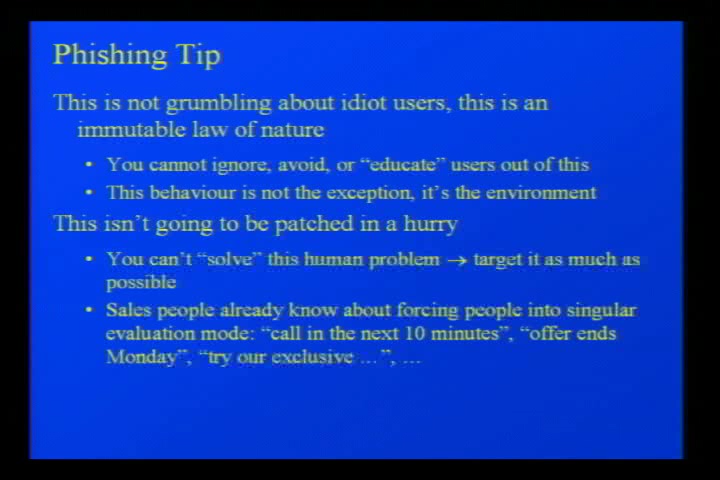 Phishing Tip
This is not grumbling about idiot users, this is an
immutable law of nature
• You cannot ignore, avoid, or “educate” users out of this
• This behaviour is not the exception, it’s the environment
This isn’t going to be patched in a hurry
• You can’t “solve” this human problem → target it as much as
possible
• Sales people already know about forcing people into singular
evaluation mode: “call in the next 10 minutes”, “offer ends
Monday”, “try our exclusive …”, …